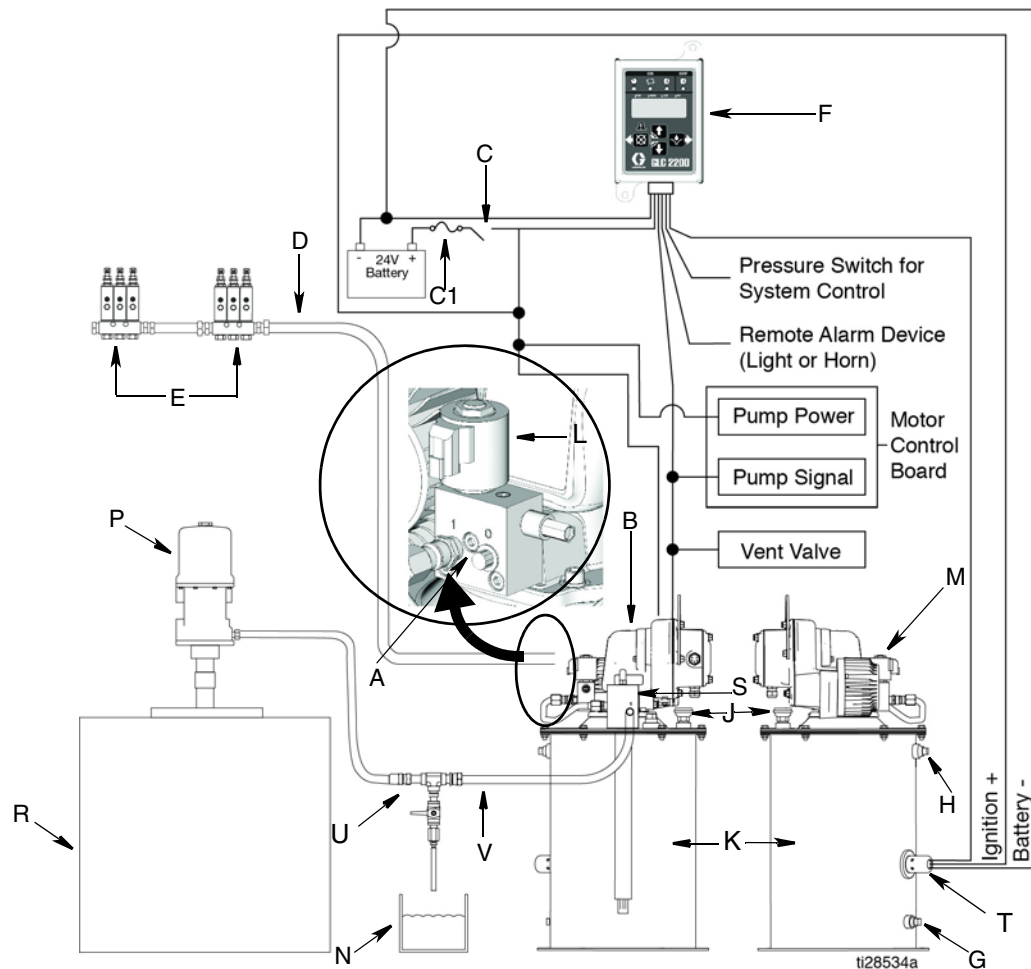 F
GLC 2200
C
D
- 24V +
Battery
C1
Pressure Switch for
System Control
Remote Alarm Device
(Light or Horn)
E
L
Pump Power
Motor
Control
Board
Pump Signal
1 0
P
B
Vent Valve
M
A
S
J
R
H
U
V
K
Ignition +
Battery -
T
N
G
ti28534a